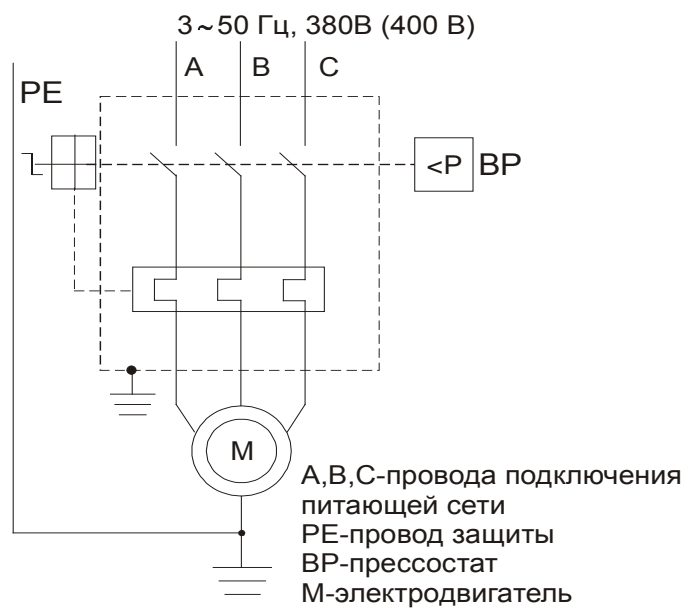 3~50 Гц, 380В (400 В)
A B C
PE
<P BP
M
A,B,C-провода подключения
питающей сети
PE-провод защиты
BP-прессостат
M-электродвигатель